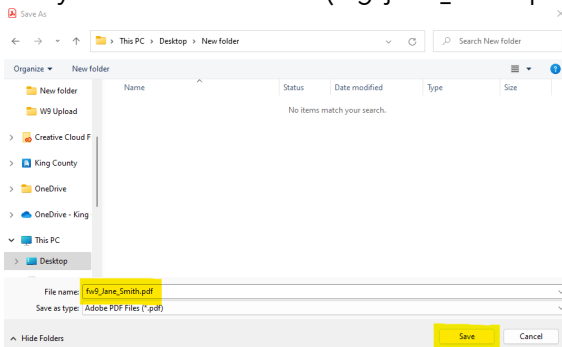 Save As
This PC > Desktop > New folder
Search New folder
Organize New folder
Name Status Date modified Type Size
No items match your search.
New folder
W9 Upload
Creative Cloud F
King County
OneDrive
OneDrive - King
This PC
Desktop
File name: fw9_Jane_Smith.pdf
Save as type: Adobe PDF Files (*.pdf)
Hide Folders Save Cancel